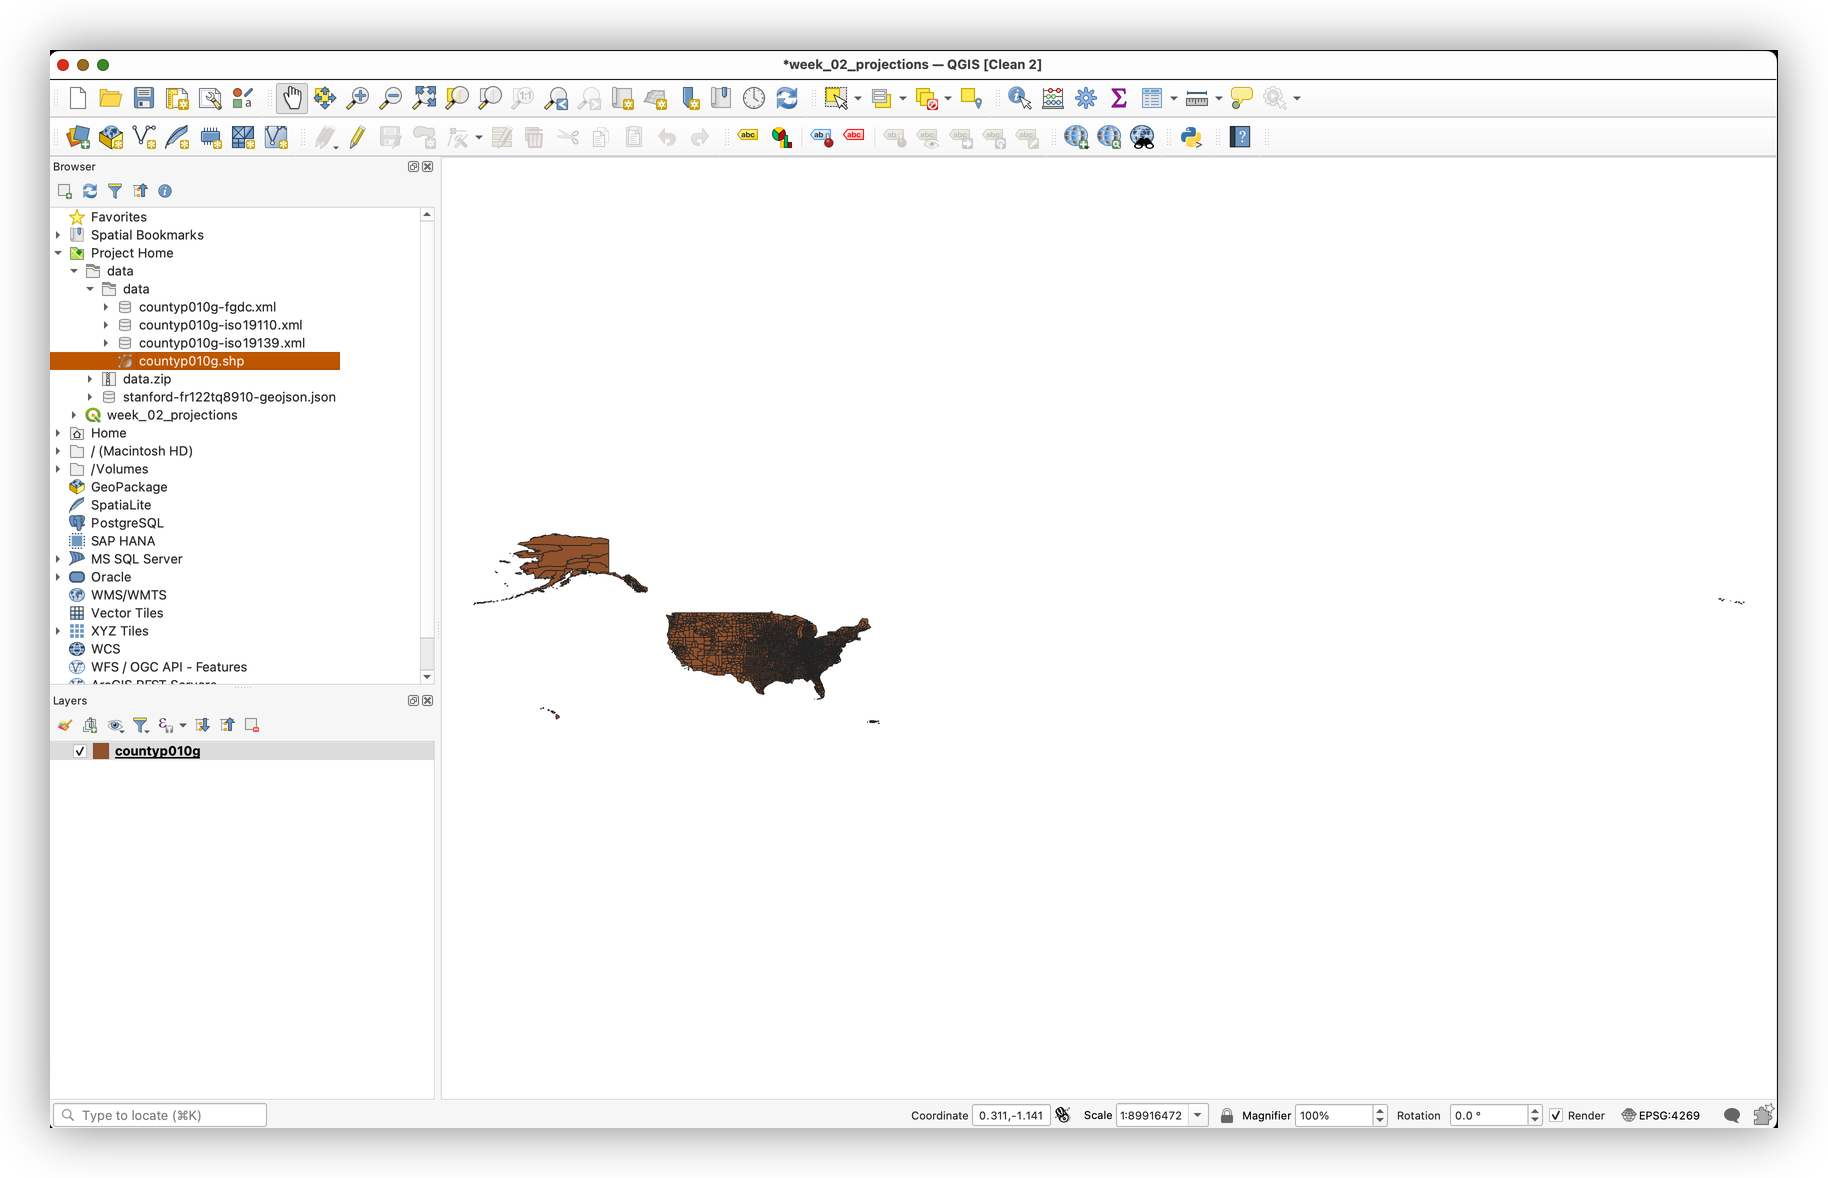 *week_02_projections — QGIS [Clean 2]
Browser
Favorites
Spatial Bookmarks
Project Home
data
data
countyp010g-fgdc.xml
countyp010g-iso19110.xml
countyp010g-iso19139.xml
countyp010g.shp
data.zip
stanford-fr122tq8910-geojson.json
week_02_projections
Home
/ (Macintosh HD)
/Volumes
GeoPackage
SpatiaLite
PostgreSQL
SAP HANA
MS SQL Server
Oracle
WMS/WMTS
Vector Tiles
XYZ Tiles
WCS
WFS / OGC API - Features
ArcGIS REST Servers
Layers
countyp010g
Type to locate (⌘K)
Coordinate 0.311,-1.141 Scale 1:89916472 Magnifier 100% Rotation 0.0 ° Render EPSG:4269